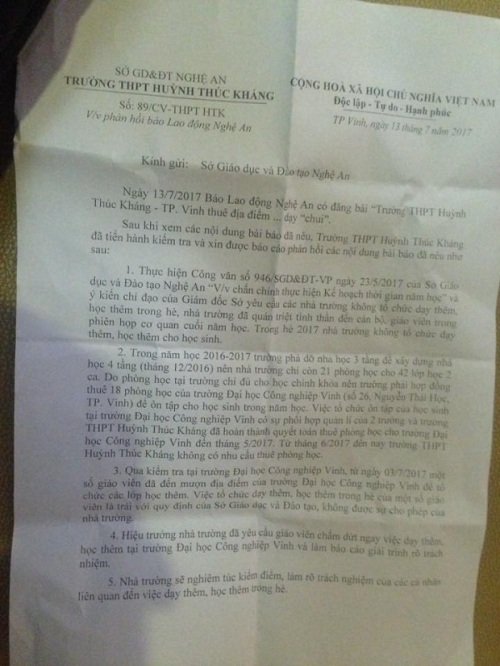 SỞ GD&ĐT NGHỆ AN
TRƯỜNG THPT HUỲNH THÚC KHÁNG
Số: 89/CV-THPT HTK
V/v phản hồi báo Lao động Nghệ An
CỘNG HOÀ XÃ HỘI CHỦ NGHĨA VIỆT NAM
Độc lập - Tự do - Hạnh phúc
TP Vinh, ngày 13 tháng 7 năm 2017
Kính gửi: Sở Giáo dục và Đào tạo Nghệ An
Ngày 13/7/2017 Báo Lao động Nghệ An có đăng bài “Trường THPT Huỳnh
Thúc Kháng - TP. Vinh thuê địa điểm ... dạy “chui”.
Sau khi xem các nội dung bài báo đã nêu, Trường THPT Huỳnh Thúc Kháng
đã tiến hành kiểm tra và xin được báo cáo phản hồi các nội dung bài báo đã nêu như
sau:
1. Thực hiện Công văn số 946/SGD&ĐT-VP ngày 23/5/2017 của Sở Giáo
dục và Đào tạo Nghệ An “V/v chấn chỉnh thực hiện Kế hoạch thời gian năm học” và
ý kiến chỉ đạo của Giám đốc Sở yêu cầu các nhà trường không tổ chức dạy thêm,
học thêm trong hè, nhà trường đã quán triệt tinh thần đến cán bộ, giáo viên trong
phiên họp cơ quan cuối năm học. Trong hè 2017 nhà trường không tổ chức dạy
thêm, học thêm cho học sinh.
2. Trong năm học 2016-2017 trường phá dỡ nhà học 3 tầng để xây dựng nhà
học 4 tầng (tháng 12/2016) nên nhà trường chỉ còn 21 phòng học cho 42 lớp học 2
ca. Do phòng học tại trường chỉ đủ cho học chính khóa nên trường phải hợp đồng
thuê 18 phòng học của trường Đại học Công nghiệp Vinh (số 26, Nguyễn Thái Học,
TP. Vinh) để ôn tập cho học sinh trong năm học. Việc tổ chức ôn tập của học sinh
tại trường Đại học Công nghiệp Vinh có sự phối hợp quản lí của 2 trường và trường
THPT Huỳnh Thúc Kháng đã hoàn thành quyết toán thuê phòng học cho trường Đại
học Công nghiệp Vinh đến tháng 5/2017. Từ tháng 6/2017 đến nay trường THPT
Huỳnh Thúc Kháng không có nhu cầu thuê phòng học.
3. Qua kiểm tra tại trường Đại học Công nghiệp Vinh, từ ngày 03/7/2017 một
số giáo viên đã đến mượn địa điểm của trường Đại học Công nghiệp Vinh để tổ
chức các lớp học thêm. Việc tổ chức dạy thêm, học thêm trong hè của một số giáo
viên là trái với quy định của Sở Giáo dục và Đào tạo, không được sự cho phép của
nhà trường.
4. Hiệu trưởng nhà trường đã yêu cầu giáo viên chấm dứt ngay việc dạy thêm,
học thêm tại trường Đại học Công nghiệp Vinh và làm báo cáo giải trình rõ trách
nhiệm.
5. Nhà trường sẽ nghiêm túc kiểm điểm, làm rõ trách nghiệm của các cá nhân
liên quan đến việc dạy thêm, học thêm trong hè.